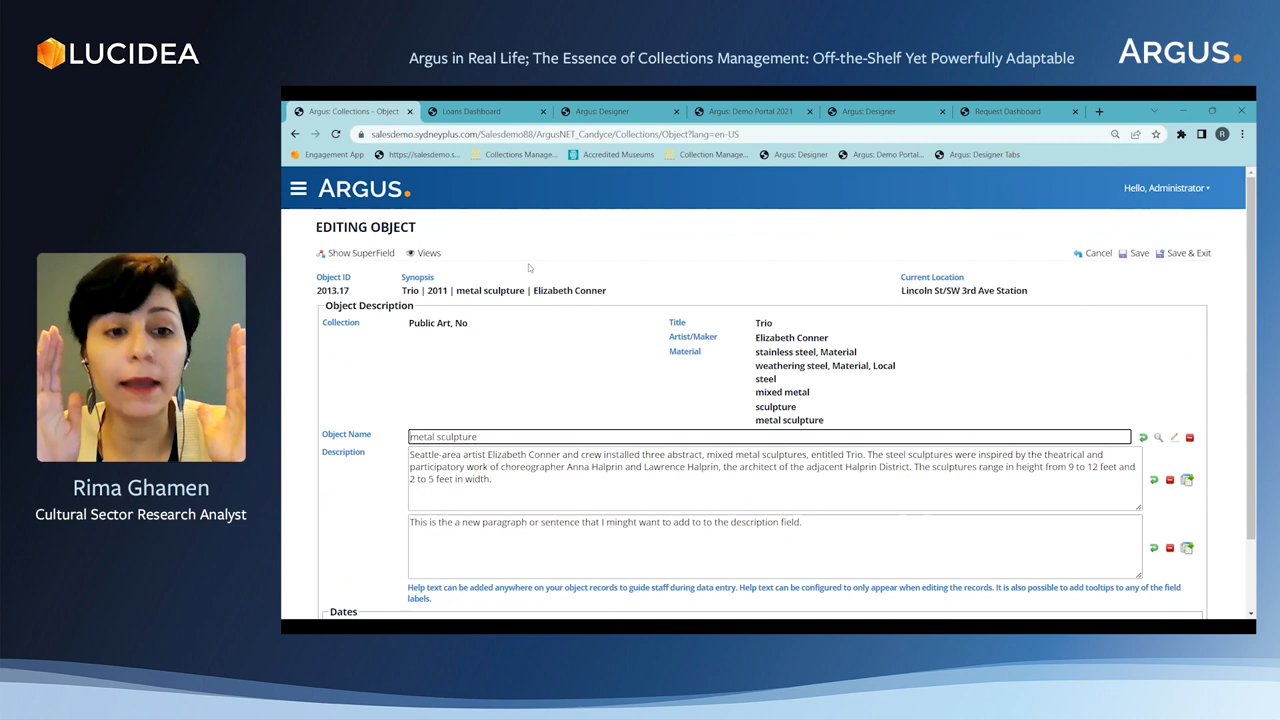 LUCIDEA
Argus in Real Life; The Essence of Collections Management: Off-the-Shelf Yet Powerfully Adaptable
ARGUS.
Argus: Collections - Object
Loans Dashboard
Argus: Designer
Argus: Demo Portal 2021
Argus: Designer
Request Dashboard
salesdemo.sydneyplus.com/Salesdemo88/ArgusNET_Candyce/Collections/Object?lang=en-US
R
Engagement App
https://salesdemo.s...
Collections Manage...
Accredited Museums
Collection Manage...
Argus: Designer
Argus: Demo Portal...
Argus: Designer Tabs
ARGUS.
Hello, Administrator
EDITING OBJECT
Show SuperField
Views
Cancel
Save
Save & Exit
Object ID
Synopsis
Current Location
2013.17
Trio | 2011 | metal sculpture | Elizabeth Conner
Lincoln St/SW 3rd Ave Station
Object Description
Collection
Public Art, No
Title
Trio
Artist/Maker
Elizabeth Conner
Material
stainless steel, Material
weathering steel, Material, Local
steel
mixed metal
sculpture
metal sculpture
Object Name
metal sculpture
Description
Seattle-area artist Elizabeth Conner and crew installed three abstract, mixed metal sculptures, entitled Trio. The steel sculptures were inspired by the theatrical and
participatory work of choreographer Anna Halprin and Lawrence Halprin, the architect of the adjacent Halprin District. The sculptures range in height from 9 to 12 feet and
2 to 5 feet in width.
This is the a new paragraph or sentence that I minght want to add to to the description field.
Help text can be added anywhere on your object records to guide staff during data entry. Help text can be configured to only appear when editing the records. It is also possible to add tooltips to any of the field
labels.
Dates
Rima Ghamen
Cultural Sector Research Analyst